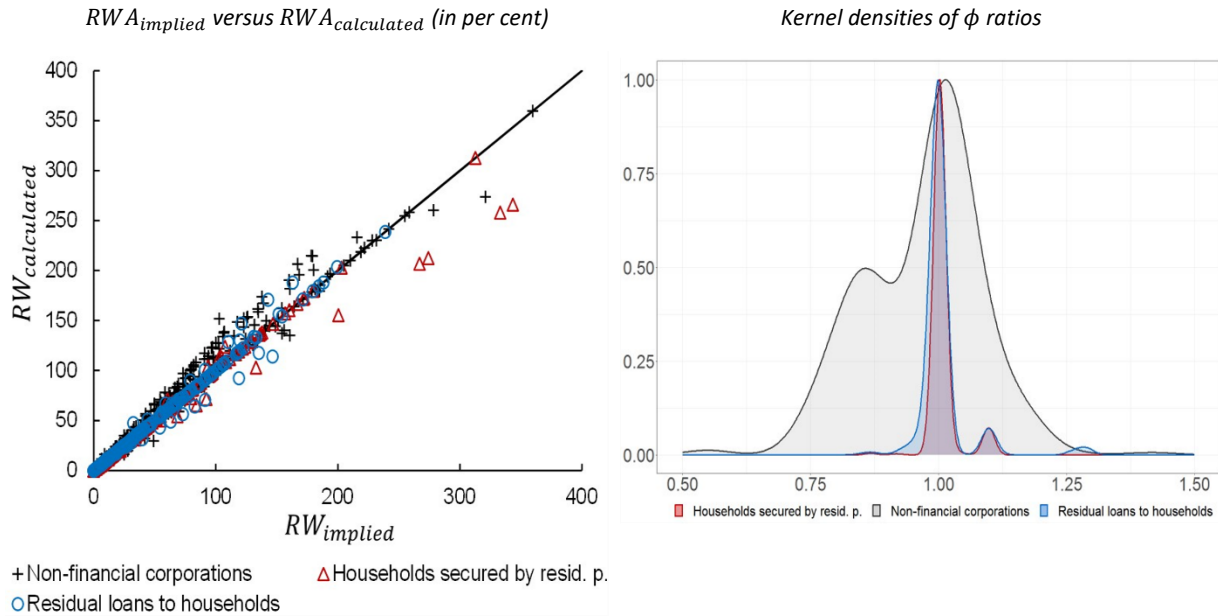 RWA_implied versus RWA_calculated (in per cent)
400
350
300
250
200
150
100
50
0
RW_calculated
0 100 200 300 400
RW_implied
+Non-financial corporations △Households secured by resid. p.
○Residual loans to households
Kernel densities of ϕ ratios
1.00
0.75
0.50
0.25
0.00
0.50 0.75 1.00 1.25 1.50
Households secured by resid. p. Non-financial corporations Residual loans to households